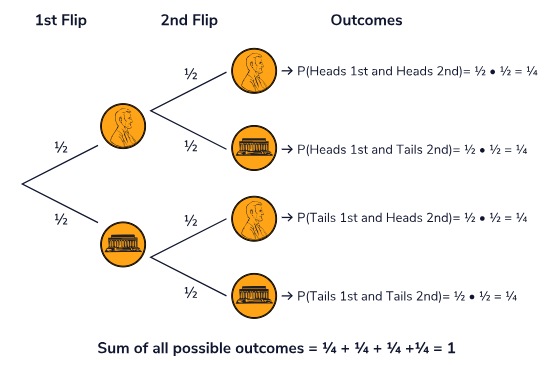 1st Flip 2nd Flip Outcomes
½ → P(Heads 1st and Heads 2nd)= ½ • ½ = ¼
½
½ → P(Heads 1st and Tails 2nd)= ½ • ½ = ¼
½ ½ → P(Tails 1st and Heads 2nd)= ½ • ½ = ¼
½ → P(Tails 1st and Tails 2nd)= ½ • ½ = ¼
Sum of all possible outcomes = ¼ + ¼ + ¼ +¼ = 1